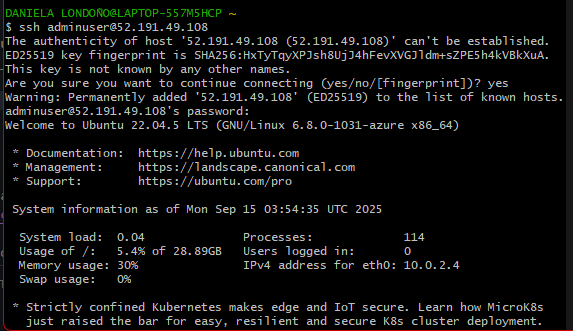 DANIELA LONDOÑO@LAPTOP-557M5HCP ~
$ ssh adminuser@52.191.49.108
The authenticity of host '52.191.49.108 (52.191.49.108)' can't be established.
ED25519 key fingerprint is SHA256:HxTyTqyXPJsh8UjJ4hFevXVGJldm+sZPE5h4kVBkXuA.
This key is not known by any other names.
Are you sure you want to continue connecting (yes/no/[fingerprint])? yes
Warning: Permanently added '52.191.49.108' (ED25519) to the list of known hosts.
adminuser@52.191.49.108's password:
Welcome to Ubuntu 22.04.5 LTS (GNU/Linux 6.8.0-1031-azure x86_64)
* Documentation: https://help.ubuntu.com
* Management: https://landscape.canonical.com
* Support: https://ubuntu.com/pro
System information as of Mon Sep 15 03:54:35 UTC 2025
System load: 0.04 Processes: 114
Usage of /: 5.4% of 28.89GB Users logged in: 0
Memory usage: 30% IPv4 address for eth0: 10.0.2.4
Swap usage: 0%
* Strictly confined Kubernetes makes edge and IoT secure. Learn how MicroK8s
just raised the bar for easy, resilient and secure K8s cluster deployment.